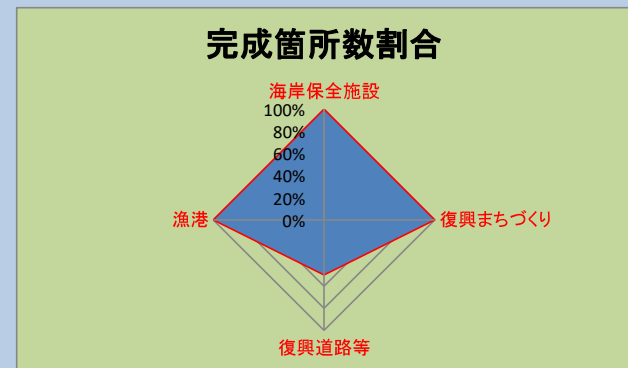 完成箇所数割合
海岸保全施設
100%
80%
60%
40%
20%
0%
漁港
復興まちづくり
復興道路等